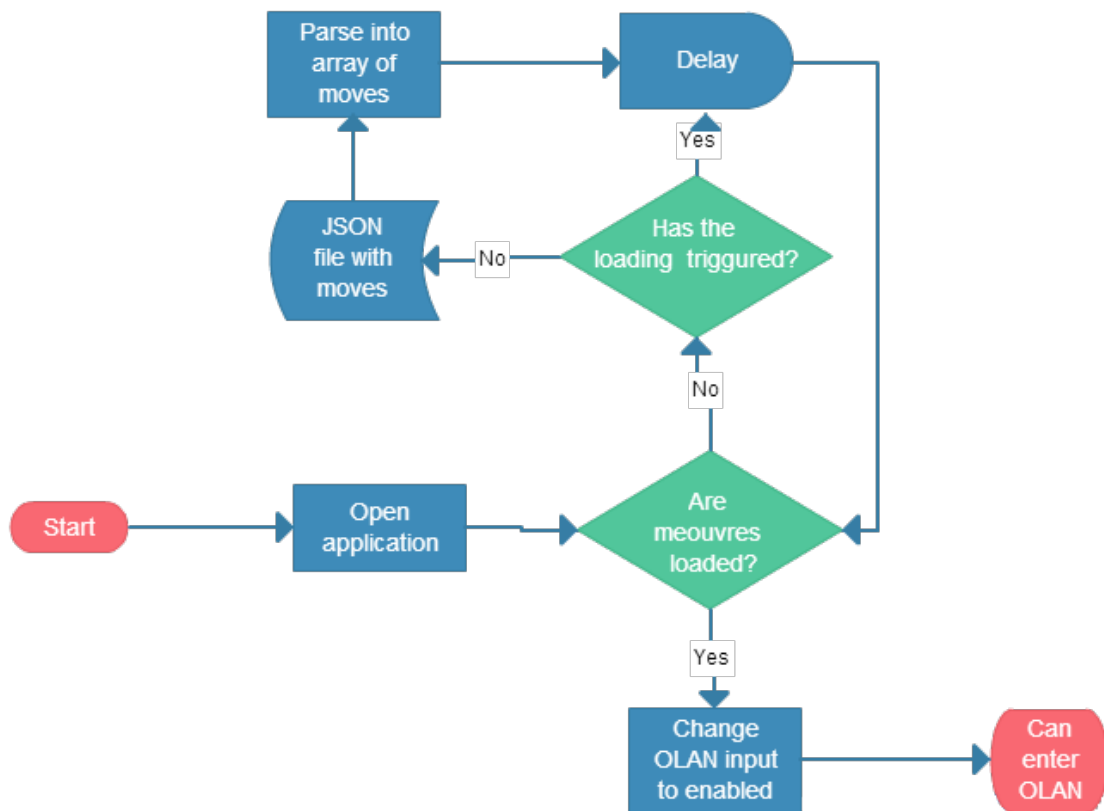 Parse into
array of
moves
Delay
Yes
JSON
file with
moves
No
Has the
loading triggured?
No
Start
Open
application
Are
meouvres
loaded?
Yes
Change
OLAN input
to enabled
Can
enter
OLAN